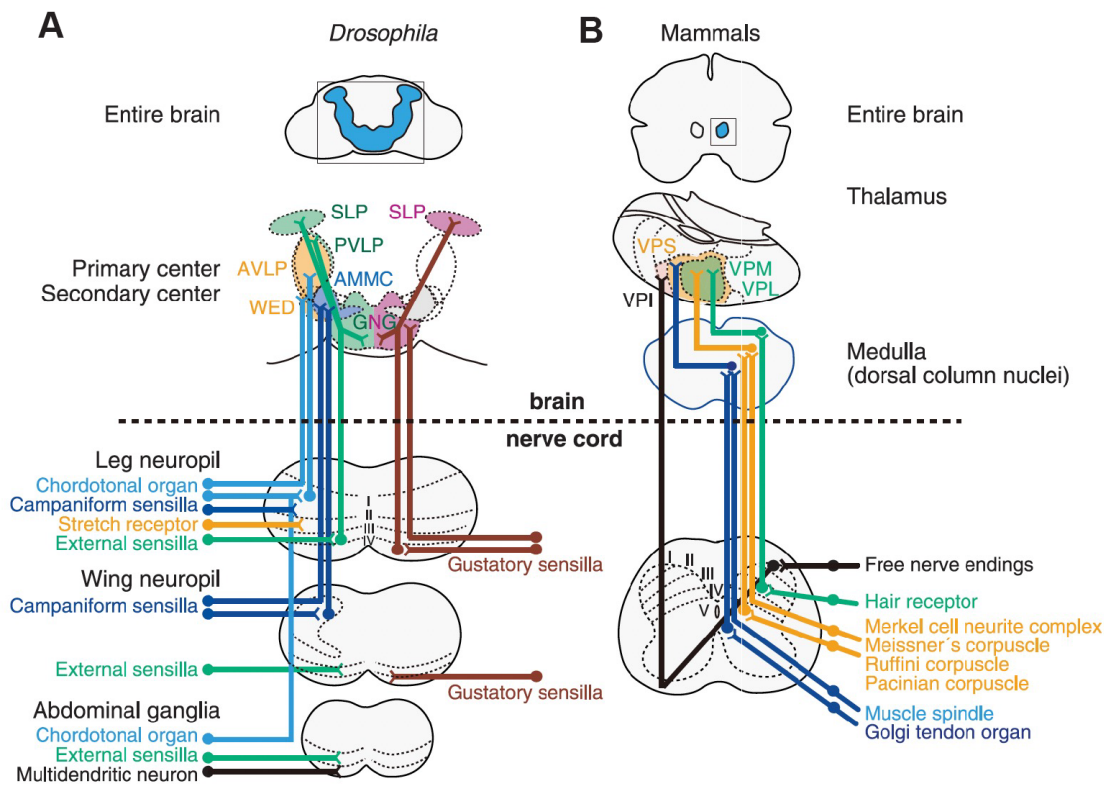 A
Drosophila
Entire brain
SLP
SLP
PVLP
Primary center
Secondary center
AVLP
AMMC
WED
GNG
Leg neuropil
Chordotonal organ
Campaniform sensilla
Stretch receptor
External sensilla
I
II
III
IV
Gustatory sensilla
Wing neuropil
Campaniform sensilla
External sensilla
Gustatory sensilla
Abdominal ganglia
Chordotonal organ
External sensilla
Multidendritic neuron
brain
nerve cord
B
Mammals
Entire brain
Thalamus
VPS
VPM
VPL
VPI
Medulla
(dorsal column nuclei)
I
II
III
IV
V
Free nerve endings
Hair receptor
Merkel cell neurite complex
Meissner´s corpuscle
Ruffini corpuscle
Pacinian corpuscle
Muscle spindle
Golgi tendon organ